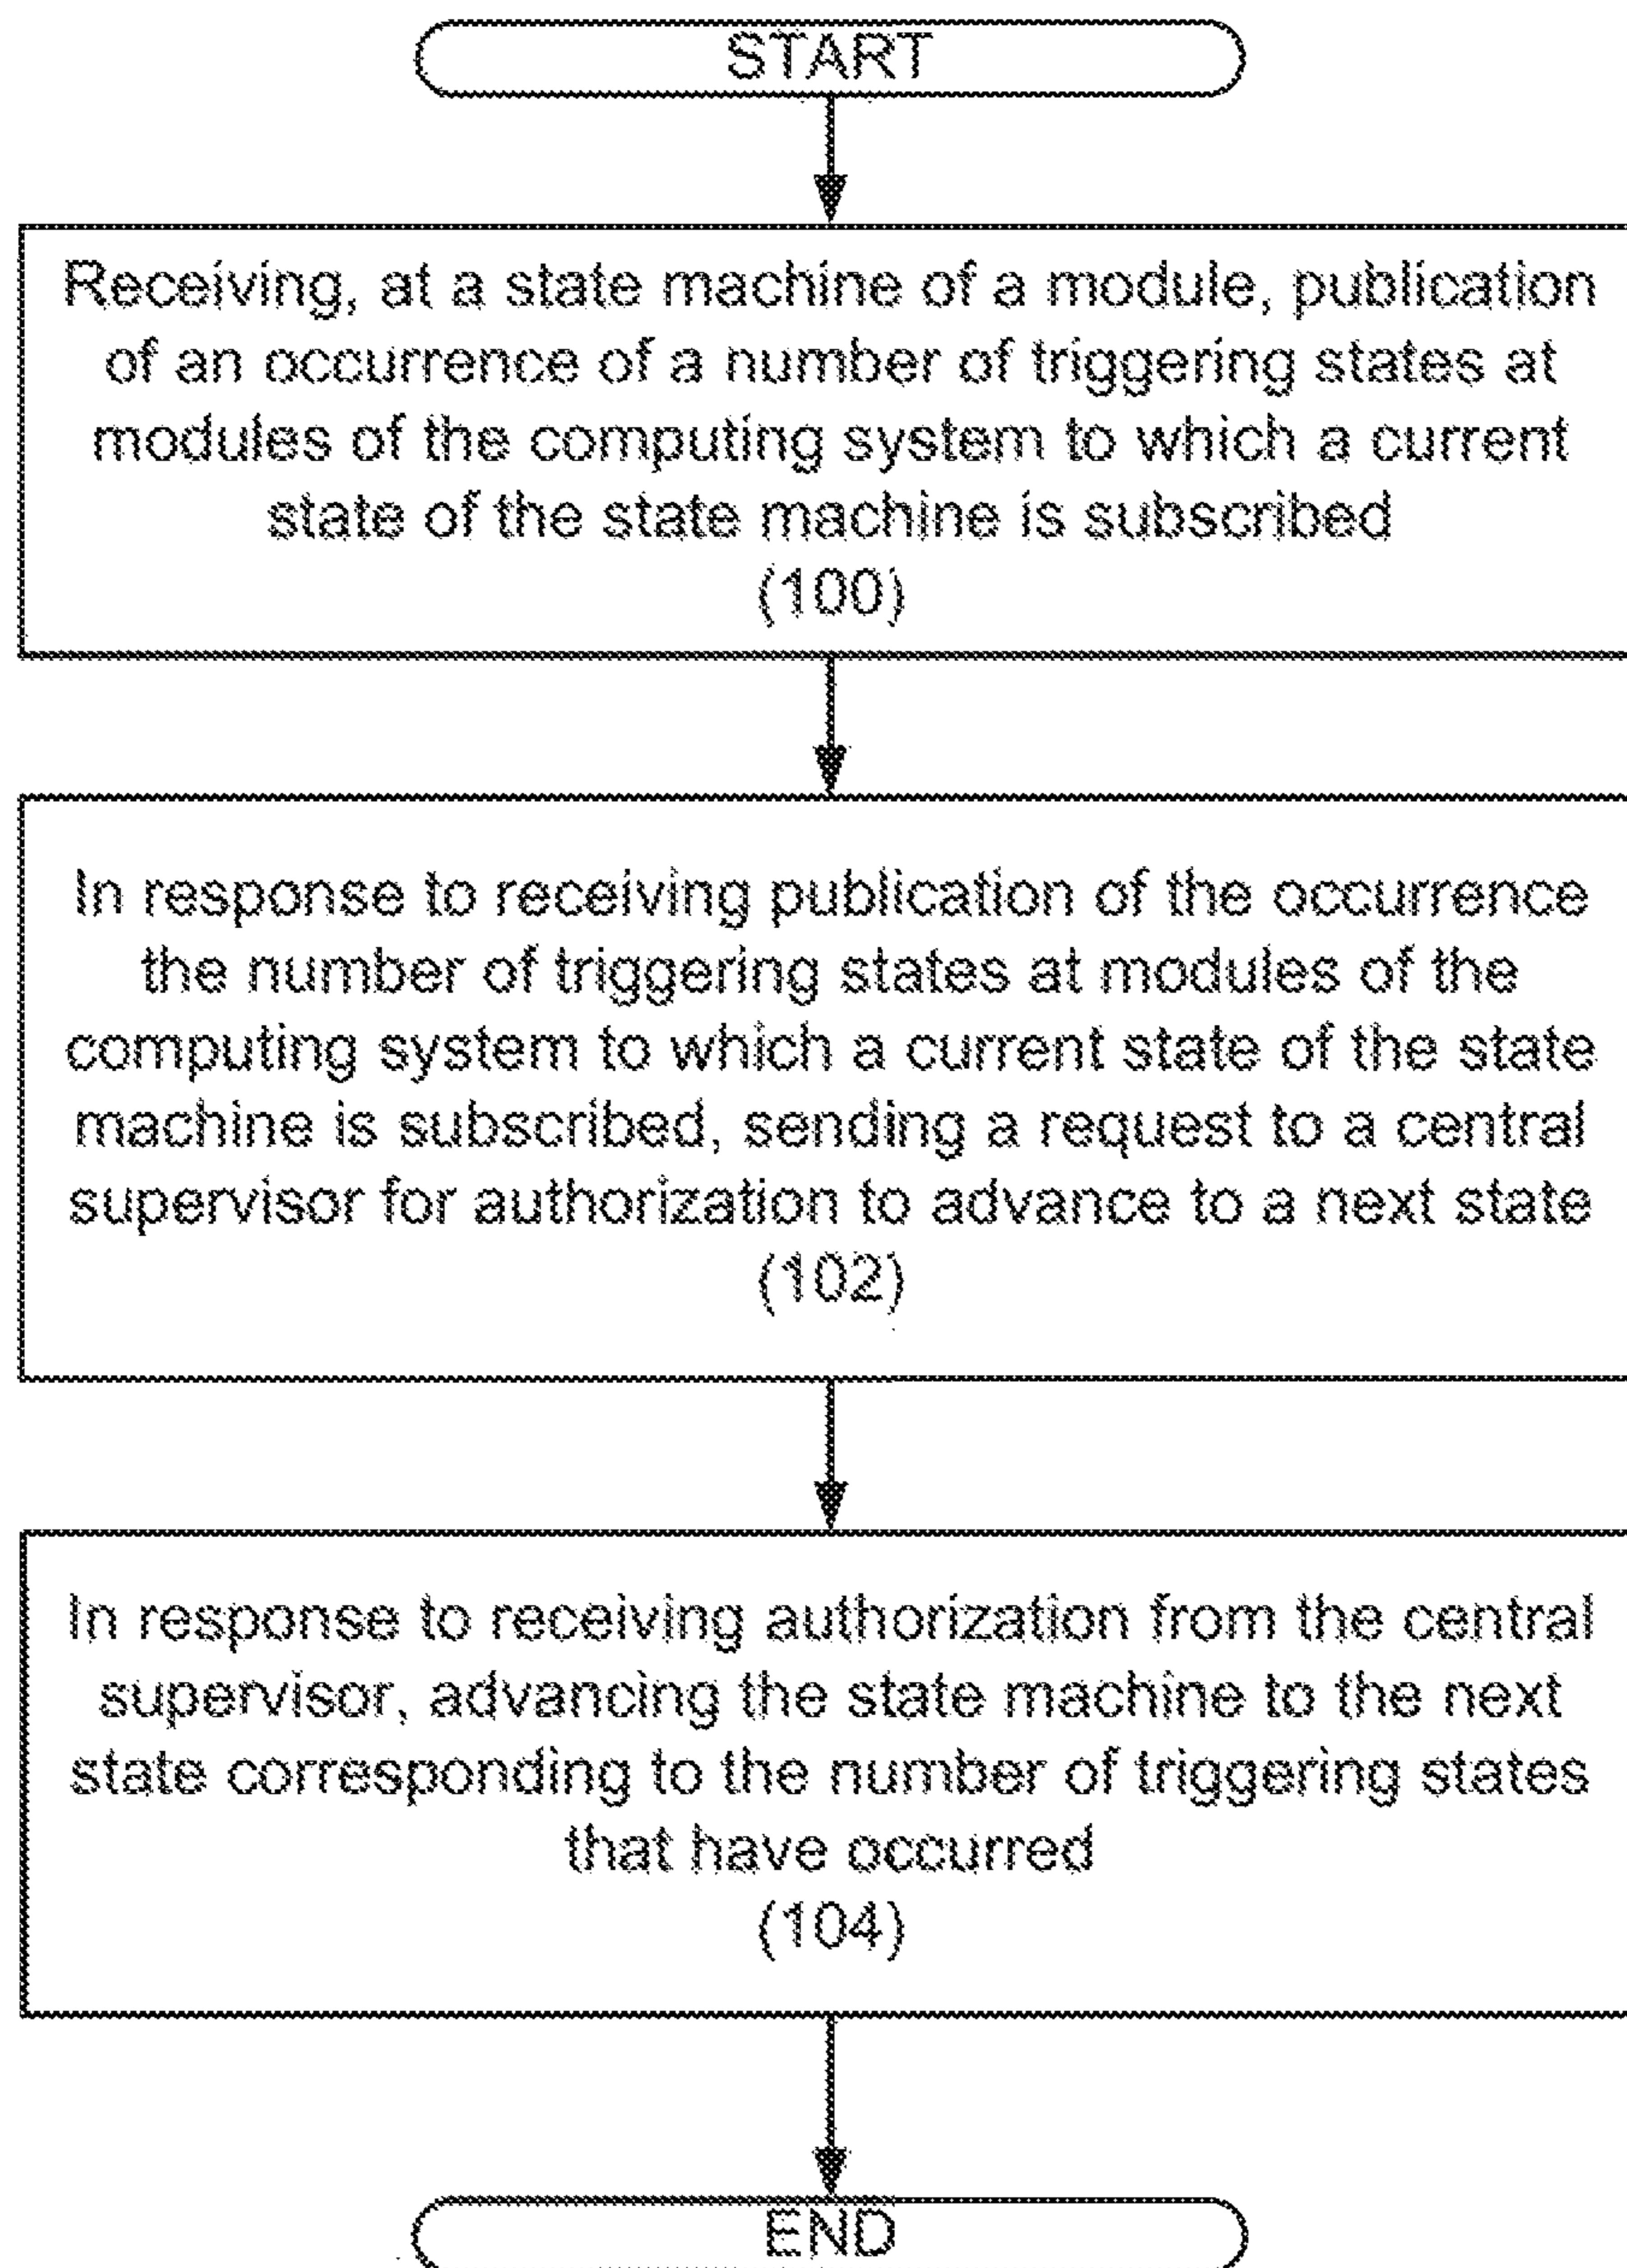 START
Receiving, at a state machine of a module, publication
of an occurrence of a number of triggering states at
modules of the computing system to which a current
state of the state machine is subscribed
(100)
In response to receiving publication of the occurrence
the number of triggering states at modules of the
computing system to which a current state of the state
machine is subscribed, sending a request to a central
supervisor for authorization to advance to a next state
(102)
In response to receiving authorization from the central
supervisor, advancing the state machine to the next
state corresponding to the number of triggering states
that have occurred
(104)
END